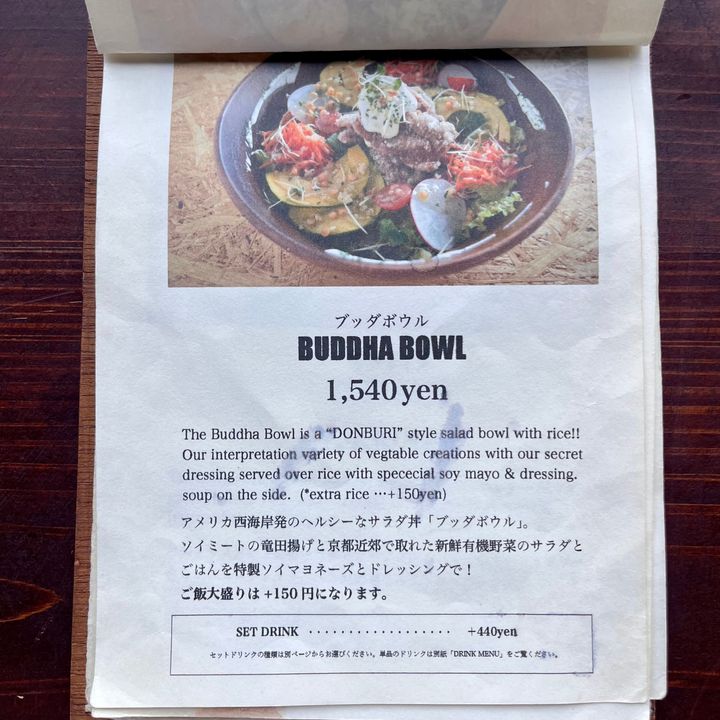 ブッダボウル
BUDDHA BOWL
1,540yen
The Buddha Bowl is a “DONBURI” style salad bowl with rice!!
Our interpretation variety of vegtable creations with our secret
dressing served over rice with spececial soy mayo & dressing.
soup on the side. (*extra rice …+150yen)
アメリカ西海岸発のヘルシーなサラダ丼「ブッダボウル」。
ソイミートの竜田揚げと京都近郊で取れた新鮮有機野菜のサラダと
ごはんを特製ソイマヨネーズとドレッシングで！
ご飯大盛りは +150 円になります。
SET DRINK ･･････････････････ +440yen
セットドリンクの種類は別ページからお選びください。単品のドリンクは別紙「DRINK MENU」をご覧ください。